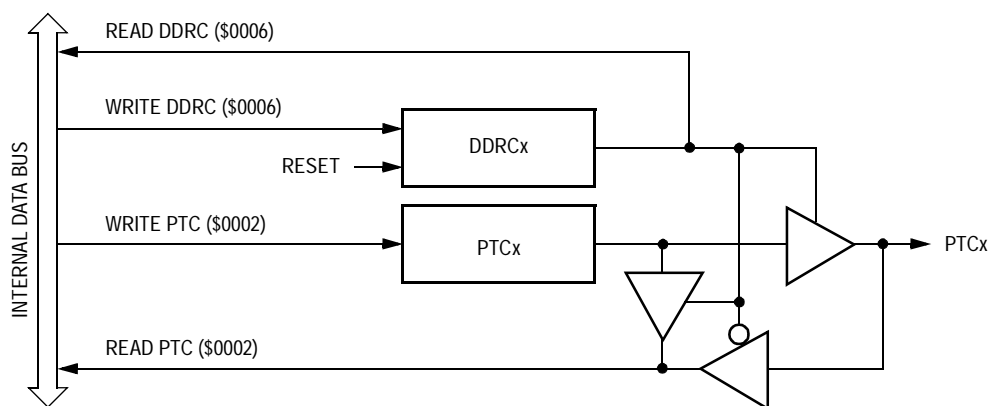 READ DDRC ($0006)
WRITE DDRC ($0006)
DDRCx
RESET
INTERNAL DATA BUS
WRITE PTC ($0002)
PTCx
PTCx
READ PTC ($0002)